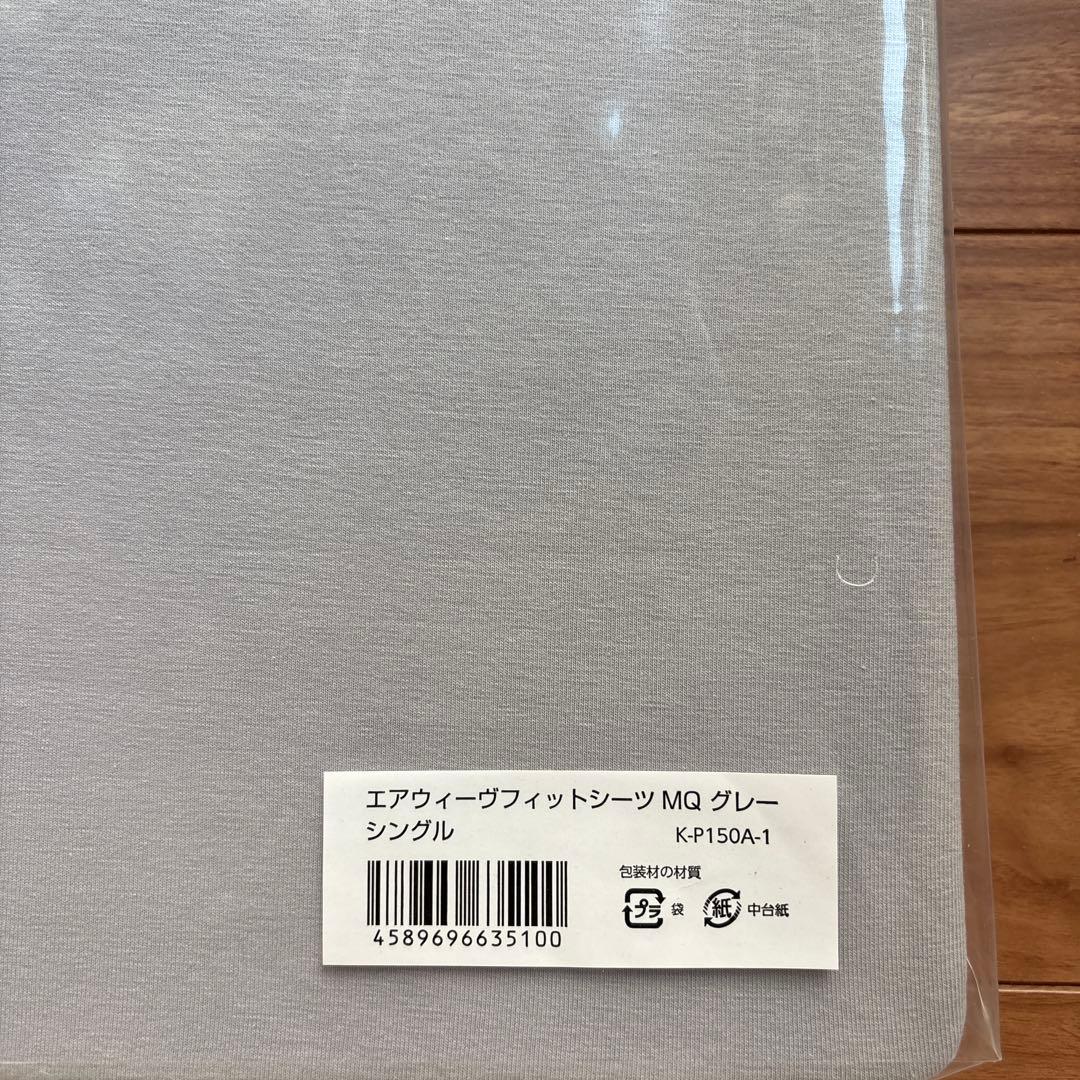 エアウィーヴフィットシーツ MQ グレー
シングル K-P150A-1
包装材の材質
プラ 袋 紙 中台紙
4589696635100